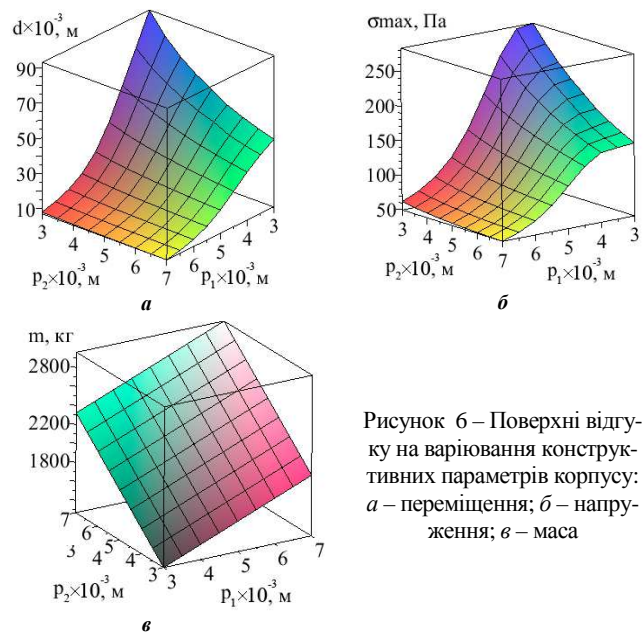 d×10⁻³, м
90
70
50
30
10
3
4
5
6
7
6
5
4
3
p₂×10⁻³, м
p₁×10⁻³, м
а
σmax, Па
250
200
150
100
50
3
4
5
6
7
6
5
4
3
p₂×10⁻³, м
p₁×10⁻³, м
б
m, кг
2800
2200
1800
7
6
5
4
3
3
4
5
6
7
p₂×10⁻³, м
p₁×10⁻³, м
в
Рисунок 6 – Поверхні відгу-
ку на варіювання конструк-
тивних параметрів корпусу:
а – переміщення; б – напру-
ження; в – маса